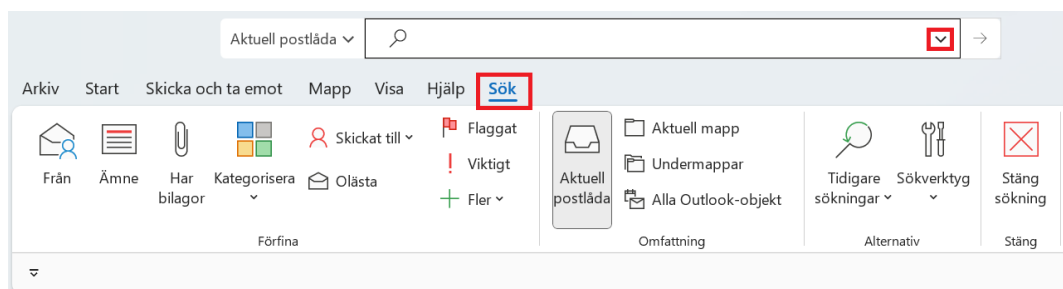 Aktuell postlåda
Arkiv Start Skicka och ta emot Mapp Visa Hjälp Sök
Från
Ämne
Har
bilagor
Kategorisera
Skickat till
Olästa
Flaggat
Viktigt
Fler
Förfina
Aktuell
postlåda
Aktuell mapp
Undermappar
Alla Outlook-objekt
Omfattning
Tidigare
sökningar
Sökverktyg
Alternativ
Stäng
sökning
Stäng